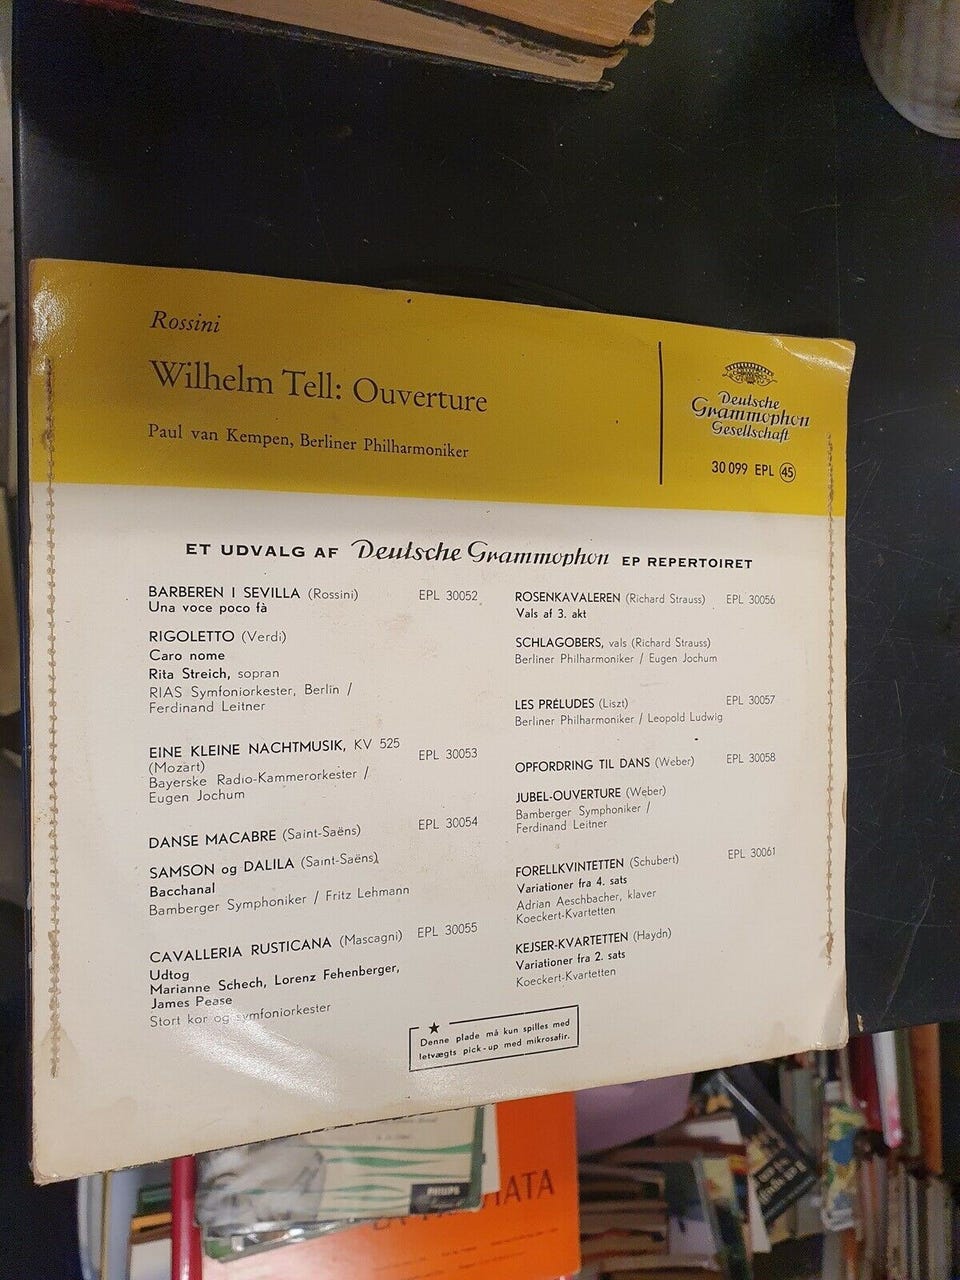 Rossini
Wilhelm Tell: Ouverture
Paul van Kempen, Berliner Philharmoniker
Deutsche
Grammophon
Gesellschaft
30 099 EPL 45
ET UDVALG AF Deutsche Grammophon EP REPERTOIRET
BARBEREN I SEVILLA (Rossini) EPL 30052
Una voce poco fà
RIGOLETTO (Verdi)
Caro nome
Rita Streich, sopran
RIAS Symfoniorkester, Berlin /
Ferdinand Leitner
EINE KLEINE NACHTMUSIK, KV 525
(Mozart) EPL 30053
Bayerske Radio-Kammerorkester /
Eugen Jochum
DANSE MACABRE (Saint-Saëns) EPL 30054
SAMSON og DALILA (Saint-Saëns)
Bacchanal
Bamberger Symphoniker / Fritz Lehmann
CAVALLERIA RUSTICANA (Mascagni) EPL 30055
Udtog
Marianne Schech, Lorenz Fehenberger,
James Pease
Stort kor og symfoniorkester
ROSENKAVALEREN (Richard Strauss) EPL 30056
Vals af 3. akt
SCHLAGOBERS, vals (Richard Strauss)
Berliner Philharmoniker / Eugen Jochum
LES PRÉLUDES (Liszt) EPL 30057
Berliner Philharmoniker / Leopold Ludwig
OPFORDRING TIL DANS (Weber) EPL 30058
JUBEL-OUVERTURE (Weber)
Bamberger Symphoniker /
Ferdinand Leitner
FORELLKVINTETTEN (Schubert) EPL 30061
Variationer fra 4. sats
Adrian Aeschbacher, klaver
Koeckert-Kvartetten
KEJSER-KVARTETTEN (Haydn)
Variationer fra 2. sats
Koeckert-Kvartetten
★
Denne plade må kun spilles med
letvægts pick-up med mikrosafir.
PHILIPS